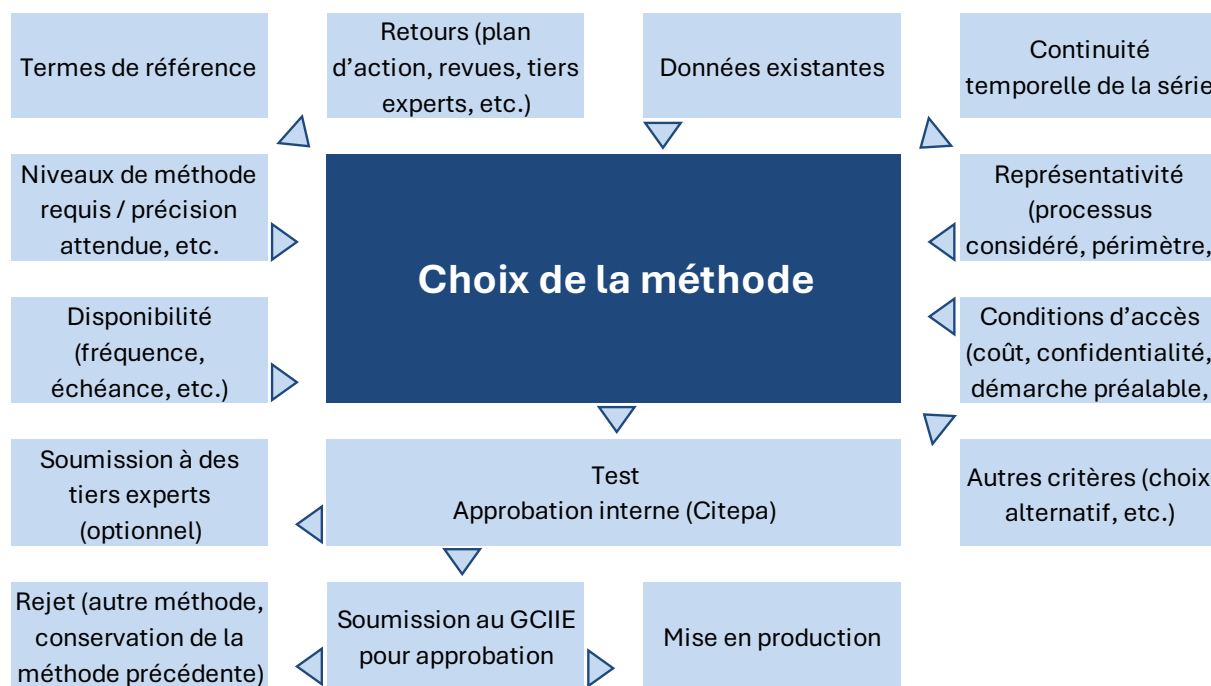 Termes de référence
Retours (plan
d’action, revues, tiers
experts, etc.)
Données existantes
Continuité
temporelle de la série
Niveaux de méthode
requis / précision
attendue, etc.
Choix de la méthode
Représentativité
(processus
considéré, périmètre,
Disponibilité
(fréquence,
échéance, etc.)
Conditions d’accès
(coût, confidentialité,
démarche préalable,
Soumission à des
tiers experts
(optionnel)
Test
Approbation interne (Citepa)
Autres critères (choix
alternatif, etc.)
Rejet (autre méthode,
conservation de la
méthode précédente)
Soumission au GCIIE
pour approbation
Mise en production